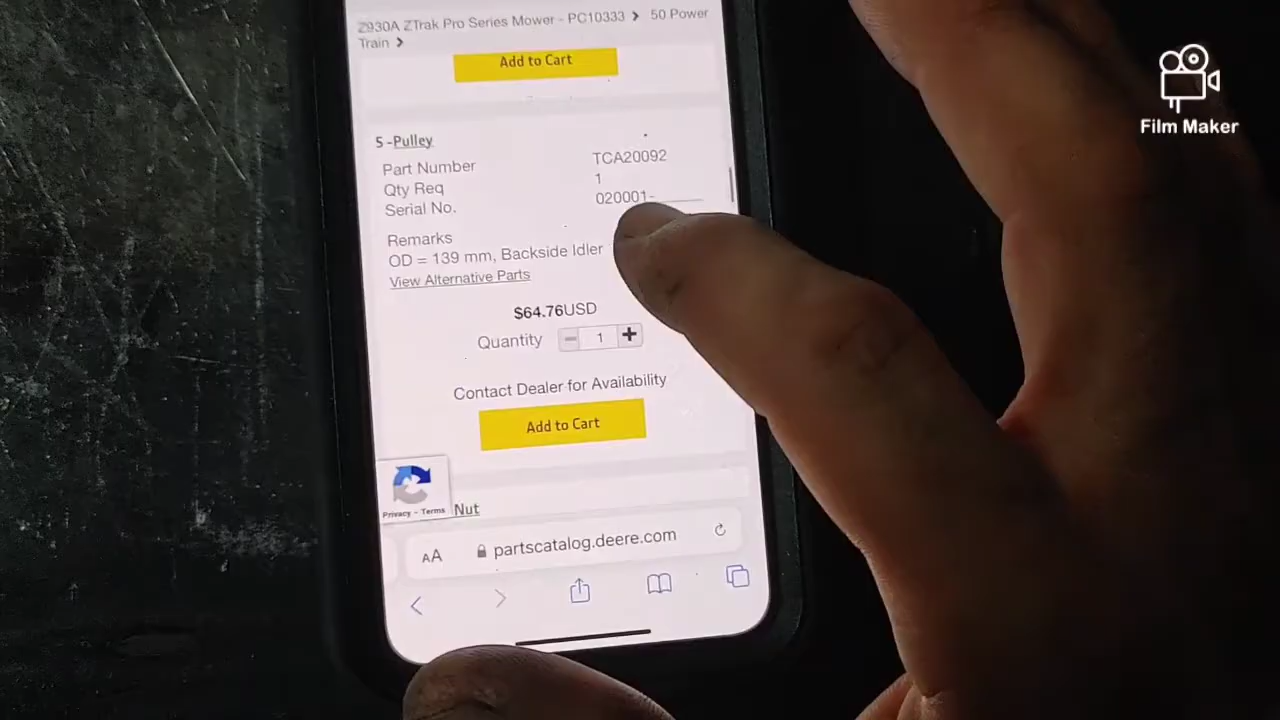 Z930A ZTrak Pro Series Mower - PC10333 > 50 Power
Train >
Add to Cart
5 -Pulley
Part Number TCA20092
Qty Req 1
Serial No. 020001-______
Remarks
OD = 139 mm, Backside Idler
View Alternative Parts
$64.76USD
Quantity − 1 +
Contact Dealer for Availability
Add to Cart
Privacy - Terms
Nut
AA partscatalog.deere.com
Film Maker